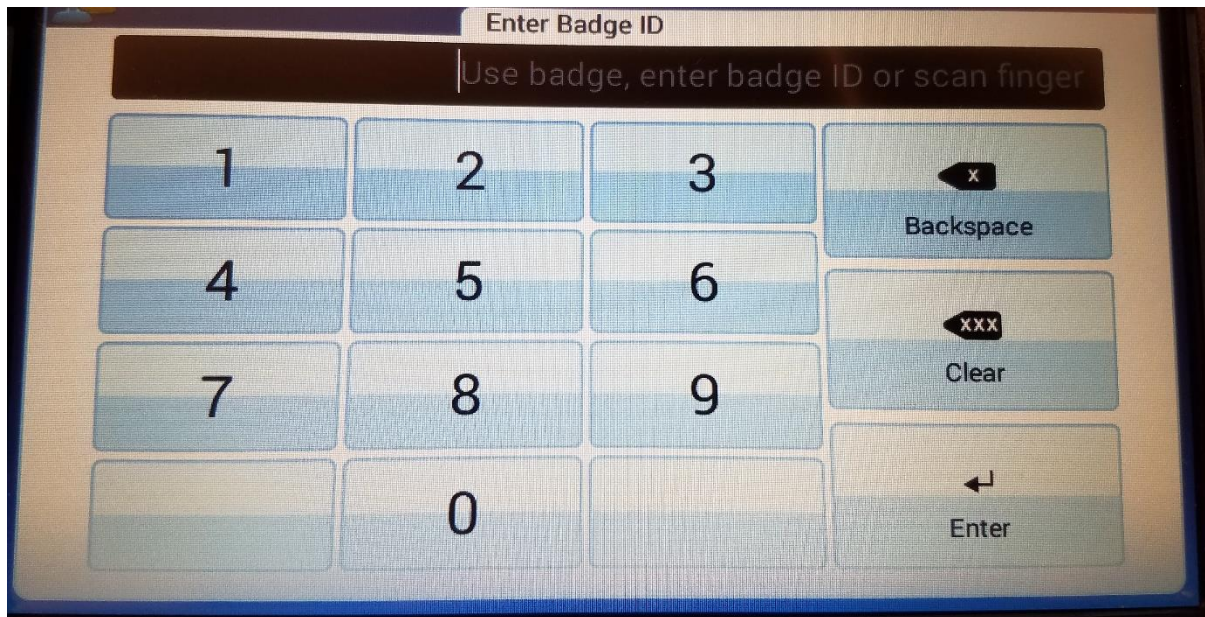 Enter Badge ID
Use badge, enter badge ID or scan finger
1 2 3
X
Backspace
4 5 6
XXX
Clear
7 8 9
0
Enter